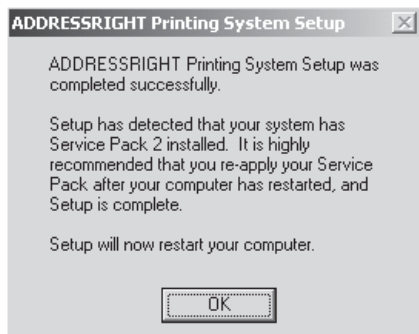 ADDRESSRIGHT Printing System Setup
ADDRESSRIGHT Printing System Setup was
completed successfully.
Setup has detected that your system has
Service Pack 2 installed. It is highly
recommended that you re-apply your Service
Pack after your computer has restarted, and
Setup is complete.
Setup will now restart your computer.
OK